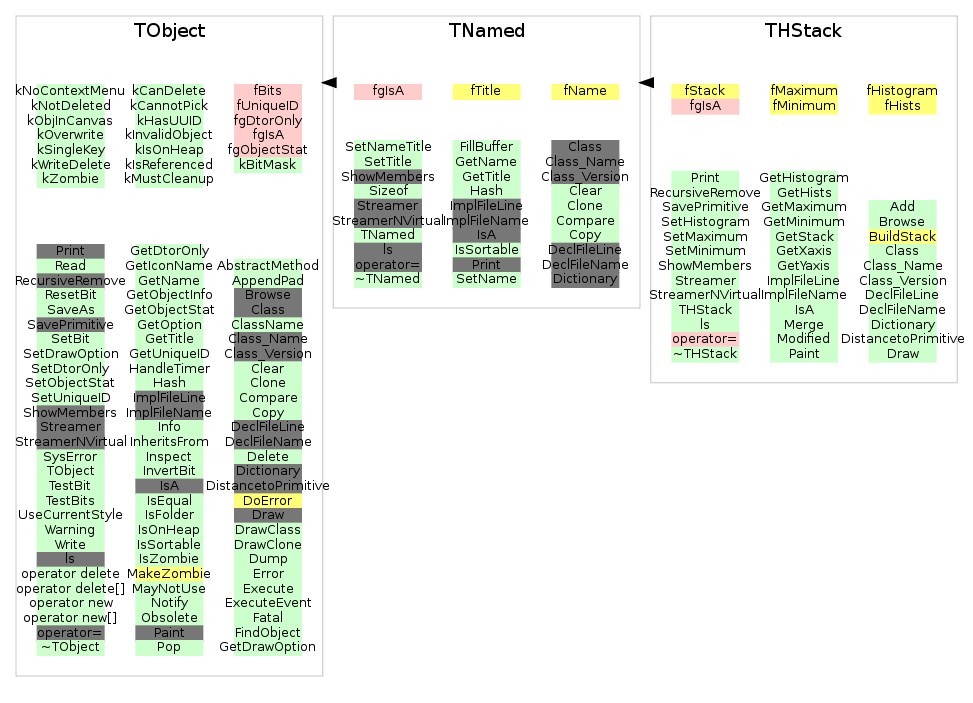 TObject
kNoContextMenu kCanDelete fBits
kNotDeleted kCannotPick fUniqueID
kObjInCanvas kHasUUID fgDtorOnly
kOverwrite kInvalidObject fgIsA
kSingleKey kIsOnHeap fgObjectStat
kWriteDelete kIsReferenced kBitMask
kZombie kMustCleanup
Print GetDtorOnly
Read GetIconName AbstractMethod
RecursiveRemove GetName AppendPad
ResetBit GetObjectInfo Browse
SaveAs GetObjectStat Class
SavePrimitive GetOption ClassName
SetBit GetTitle Class_Name
SetDrawOption GetUniqueID Class_Version
SetDtorOnly HandleTimer Clear
SetObjectStat Hash Clone
SetUniqueID ImplFileLine Compare
ShowMembers ImplFileName Copy
Streamer Info DeclFileLine
StreamerNVirtual InheritsFrom DeclFileName
SysError Inspect Delete
TObject InvertBit Dictionary
TestBit IsA DistancetoPrimitive
TestBits IsEqual DoError
UseCurrentStyle IsFolder Draw
Warning IsOnHeap DrawClass
Write IsSortable DrawClone
ls IsZombie Dump
operator delete MakeZombie Error
operator delete[] MayNotUse Execute
operator new Notify ExecuteEvent
operator new[] Obsolete Fatal
operator= Paint FindObject
~TObject Pop GetDrawOption
TNamed
fgIsA fTitle fName
SetNameTitle FillBuffer Class
SetTitle GetName Class_Name
ShowMembers GetTitle Class_Version
Sizeof Hash Clear
Streamer ImplFileLine Clone
StreamerNVirtual ImplFileName Compare
TNamed IsA Copy
ls IsSortable DeclFileLine
operator= Print DeclFileName
~TNamed SetName Dictionary
THStack
fStack fMaximum fHistogram
fgIsA fMinimum fHists
Print GetHistogram
RecursiveRemove GetHists
SavePrimitive GetMaximum Add
SetHistogram GetMinimum Browse
SetMaximum GetStack BuildStack
SetMinimum GetXaxis Class
ShowMembers GetYaxis Class_Name
Streamer ImplFileLine Class_Version
StreamerNVirtual ImplFileName DeclFileLine
THStack IsA DeclFileName
ls Merge Dictionary
operator= Modified DistancetoPrimitive
~THStack Paint Draw